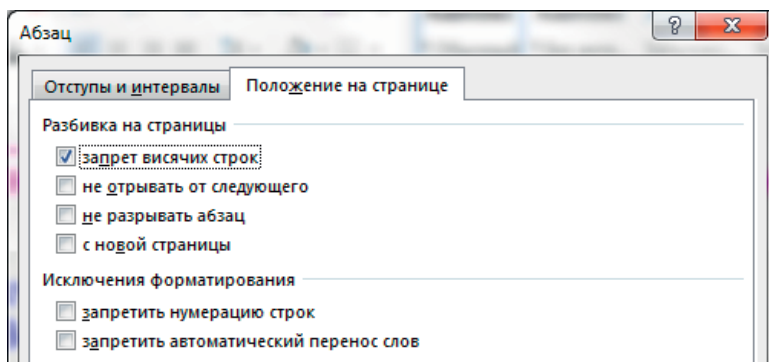 Абзац
Отступы и интервалы Положение на странице
Разбивка на страницы
запрет висячих строк
не отрывать от следующего
не разрывать абзац
с новой страницы
Исключения форматирования
запретить нумерацию строк
запретить автоматический перенос слов